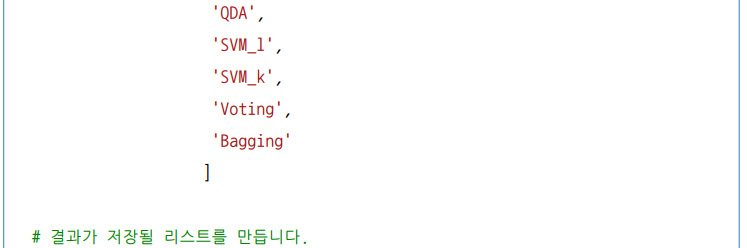 'QDA',
'SVM_l',
'SVM_k',
'Voting',
'Bagging'
]
# 결과가 저장될 리스트를 만듭니다.